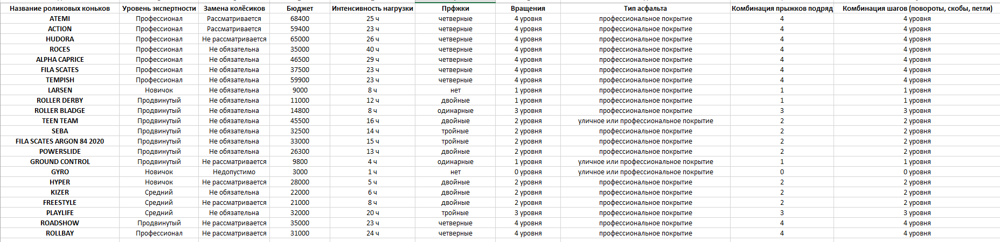 Название роликовых коньков Уровень экспертности Замена колёсиков Бюджет Интенсивность нагрузки Прфжки Вращения Тип асфальта Комбинация прыжков подряд Комбинация шагов (повороты, скобы, петли)
ATEMI Профессионал Рассматривается 68400 25 ч четверные 4 уровня профессиональное покрытие 4 4 уровня
ACTION Профессионал Рассматривается 59400 23 ч четверные 4 уровня профессиональное покрытие 4 4 уровня
HUDORA Профессионал Не рассматривается 65000 26 ч четверные 4 уровня профессиональное покрытие 4 4 уровня
ROCES Профессионал Не обязательна 35000 40 ч четверные 4 уровня профессиональное покрытие 4 4 уровня
ALPHA CAPRICE Профессионал Не обязательна 46500 29 ч четверные 4 уровня профессиональное покрытие 4 4 уровня
FILA SCATES Профессионал Не обязательна 37500 23 ч четверные 4 уровня профессиональное покрытие 4 4 уровня
TEMPISH Профессионал Не обязательна 59900 23 ч четверные 4 уровня профессиональное покрытие 4 4 уровня
LARSEN Новичок Не обязательна 9000 8 ч нет 1 уровня профессиональное покрытие 1 1 уровня
ROLLER DERBY Продвинутый Не обязательна 11000 12 ч двойные 1 уровня профессиональное покрытие 1 1 уровня
ROLLER BLADGE Продвинутый Не обязательна 14800 8 ч одинарные 3 уровня профессиональное покрытие 3 3 уровня
TEEN TEAM Продвинутый Не обязательна 45500 16 ч двойные 2 уровня уличное или профессиональное покрытие 2 2 уровня
SEBA Продвинутый Не обязательна 32500 14 ч тройные 2 уровня профессиональное покрытие 2 2 уровня
FILA SCATES ARGON 84 2020 Продвинутый Не обязательна 33000 15 ч тройные 2 уровня профессиональное покрытие 2 2 уровня
POWERSLIDE Продвинутый Не обязательна 26300 13 ч двойные 2 уровня профессиональное покрытие 2 2 уровня
GROUND CONTROL Продвинутый Не рассматривается 9800 4 ч одинарные 1 уровня уличное или профессиональное покрытие 1 1 уровня
GYRO Новичок Недопустимо 3000 1 ч нет 0 уровня уличное или профессиональное покрытие 0 0 уровня
HYPER Новичок Не рассматривается 28000 5 ч двойные 2 уровня профессиональное покрытие 2 2 уровня
KIZER Средний Не обязательна 22000 6 ч двойные 2 уровня профессиональное покрытие 2 2 уровня
FREESTYLE Средний Не рассматривается 21000 8 ч двойные 2 уровня профессиональное покрытие 2 2 уровня
PLAYLIFE Средний Не обязательна 32000 20 ч тройные 3 уровня профессиональное покрытие 3 3 уровня
ROADSHOW Продвинутый Не рассматривается 35000 23 ч четверные 4 уровня профессиональное покрытие 4 4 уровня
ROLLBAY Профессионал Не рассматривается 31000 24 ч четверные 4 уровня профессиональное покрытие 4 4 уровня